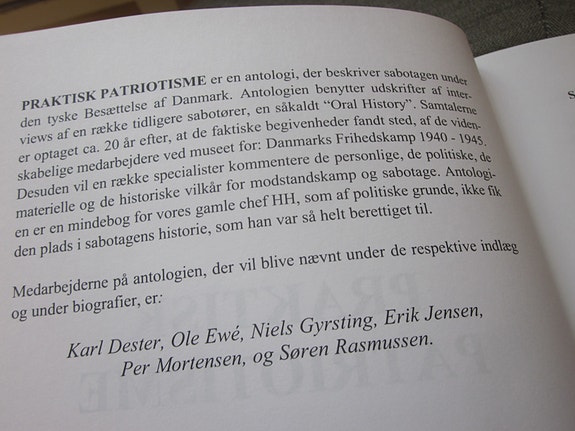 PRAKTISK PATRIOTISME er en antologi, der beskriver sabotagen under
den tyske Besættelse af Danmark. Antologien benytter udskrifter af inter-
views af en række tidligere sabotører, en såkaldt “Oral History”. Samtalerne
er optaget ca. 20 år efter, at de faktiske begivenheder fandt sted, af de viden-
skabelige medarbejdere ved museet for: Danmarks Frihedskamp 1940 - 1945.
Desuden vil en række specialister kommentere de personlige, de politiske, de
materielle og de historiske vilkår for modstandskamp og sabotage. Antologi-
en er en mindebog for vores gamle chef HH, som af politiske grunde, ikke fik
den plads i sabotagens historie, som han var så helt berettiget til.
Medarbejderne på antologien, der vil blive nævnt under de respektive indlæg
og under biografier, er:
Karl Dester, Ole Ewé, Niels Gyrsting, Erik Jensen,
Per Mortensen, og Søren Rasmussen.
PRAKTIS
PATRIOTISME
S